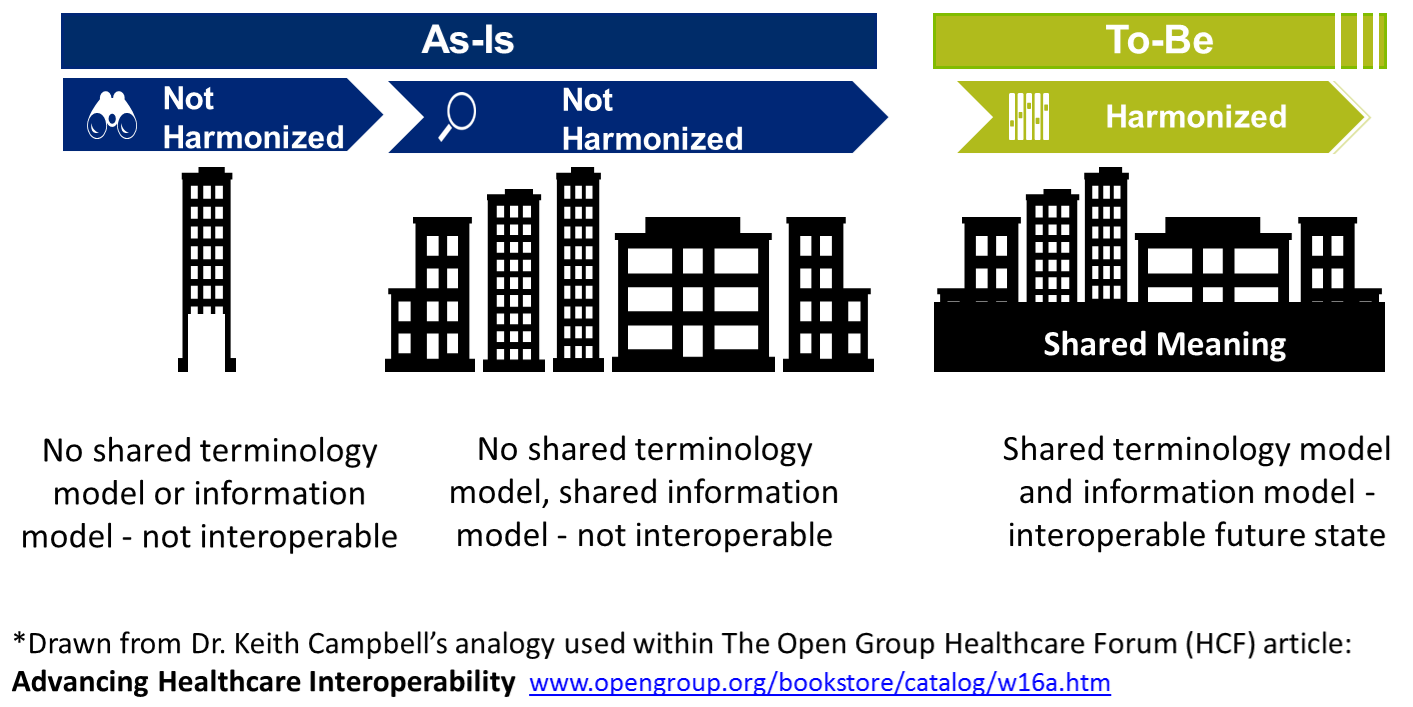 As-Is
To-Be
Not
Harmonized
Not
Harmonized
Harmonized
Shared Meaning
No shared terminology
model or information
model - not interoperable
No shared terminology
model, shared information
model - not interoperable
Shared terminology model
and information model -
interoperable future state
*Drawn from Dr. Keith Campbell’s analogy used within The Open Group Healthcare Forum (HCF) article:
Advancing Healthcare Interoperability www.opengroup.org/bookstore/catalog/w16a.htm